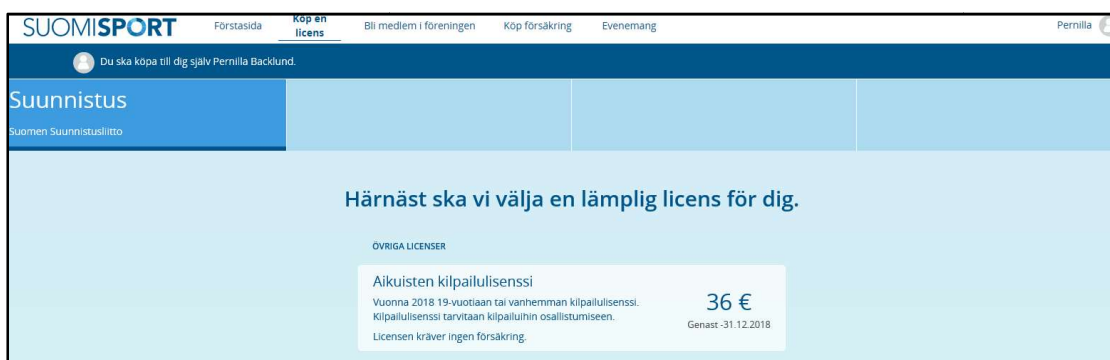 SUOMISPORT
Förstasida
Köp en
licens
Bli medlem i föreningen
Köp försäkring
Evenemang
Pernilla
Du ska köpa till dig själv Pernilla Backlund.
Suunnistus
Suomen Suunnistusliitto
Härnäst ska vi välja en lämplig licens för dig.
ÖVRIGA LICENSER
Aikuisten kilpailulisenssi
Vuonna 2018 19-vuotiaan tai vanhemman kilpailulisenssi.
Kilpailulisenssi tarvitaan kilpailuihin osallistumiseen.
Licensen kräver ingen försäkring.
36 €
Genast -31.12.2018